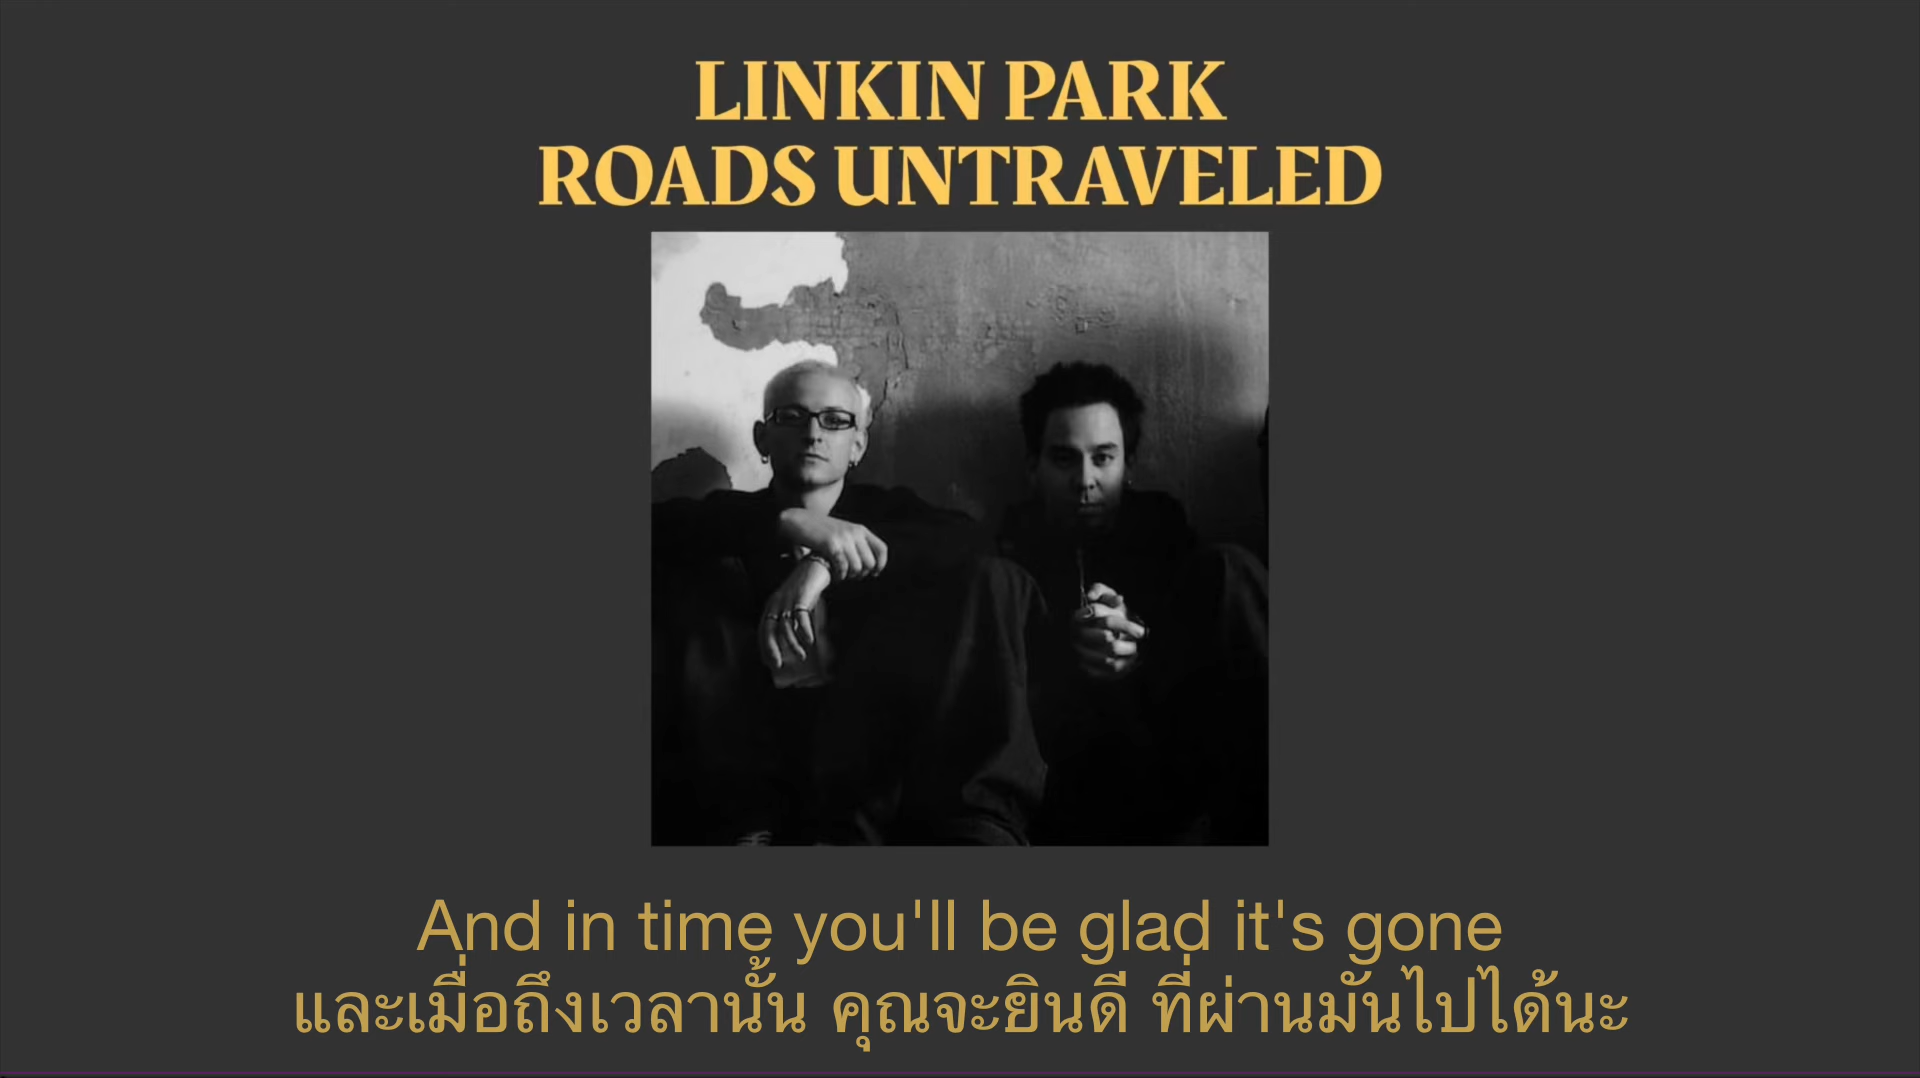 LINKIN PARK
ROADS UNTRAVELED
And in time you'll be glad it's gone
และเมื่อถึงเวลานั้น คุณจะยินดี ที่ผ่านมันไปได้นะ